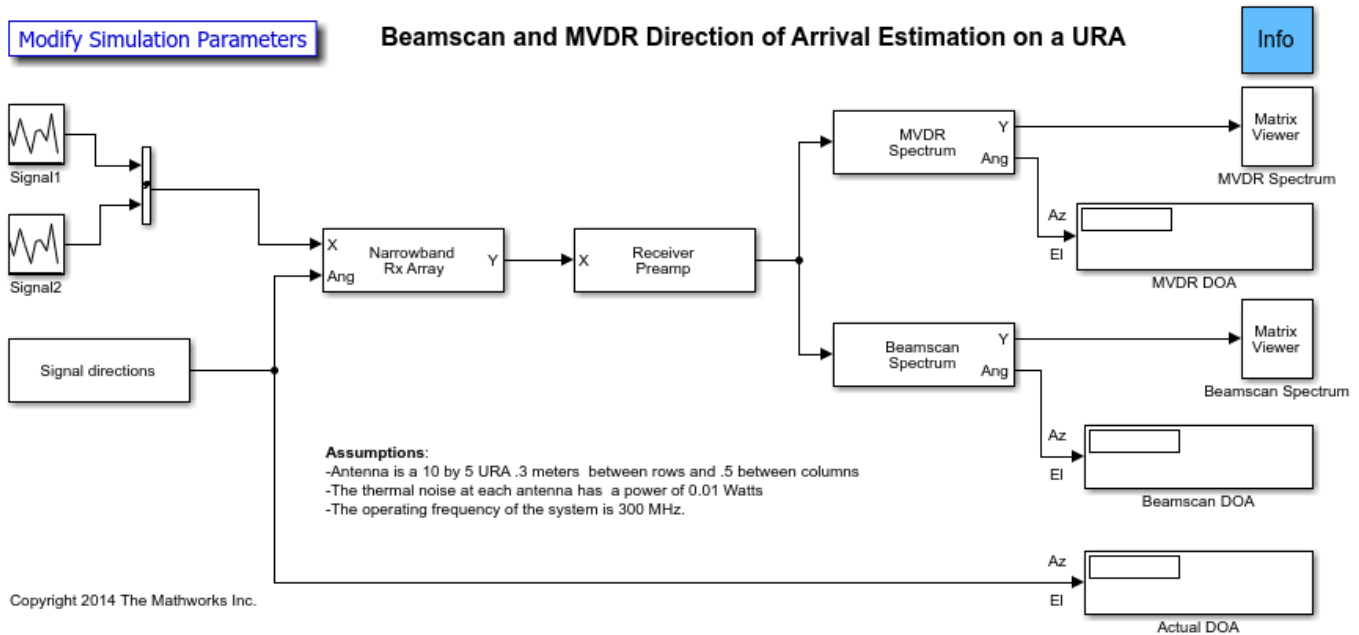 Modify Simulation Parameters
Beamscan and MVDR Direction of Arrival Estimation on a URA
Info
Signal1
Signal2
Signal directions
X
Ang
Narrowband
Rx Array
Y
X
Receiver
Preamp
MVDR
Spectrum
Y
Ang
Matrix
Viewer
MVDR Spectrum
Az
El
MVDR DOA
Beamscan
Spectrum
Y
Ang
Matrix
Viewer
Beamscan Spectrum
Az
El
Beamscan DOA
Assumptions:
-Antenna is a 10 by 5 URA .3 meters between rows and .5 between columns
-The thermal noise at each antenna has a power of 0.01 Watts
-The operating frequency of the system is 300 MHz.
Az
El
Actual DOA
Copyright 2014 The Mathworks Inc.